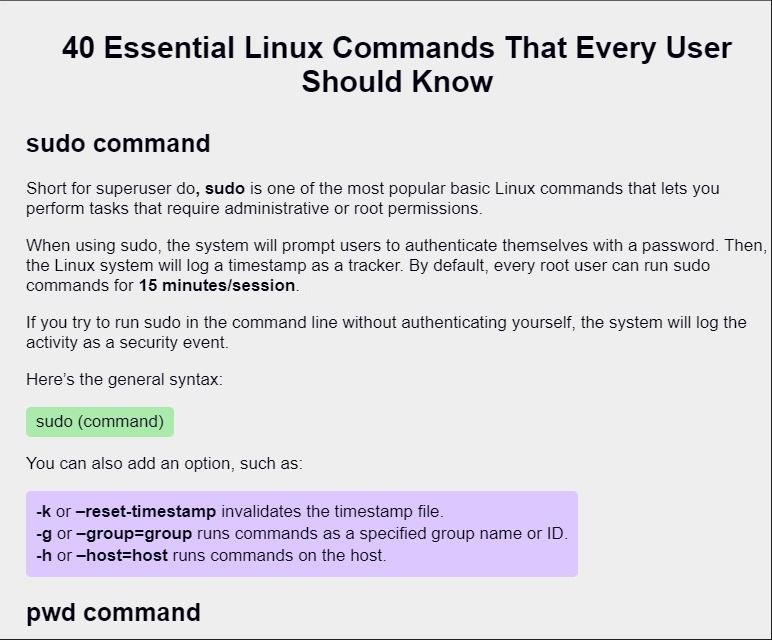 40 Essential Linux Commands That Every User
Should Know
sudo command
Short for superuser do, sudo is one of the most popular basic Linux commands that lets you
perform tasks that require administrative or root permissions.
When using sudo, the system will prompt users to authenticate themselves with a password. Then,
the Linux system will log a timestamp as a tracker. By default, every root user can run sudo
commands for 15 minutes/session.
If you try to run sudo in the command line without authenticating yourself, the system will log the
activity as a security event.
Here’s the general syntax:
sudo (command)
You can also add an option, such as:
-k or –reset-timestamp invalidates the timestamp file.
-g or –group=group runs commands as a specified group name or ID.
-h or –host=host runs commands on the host.
pwd command